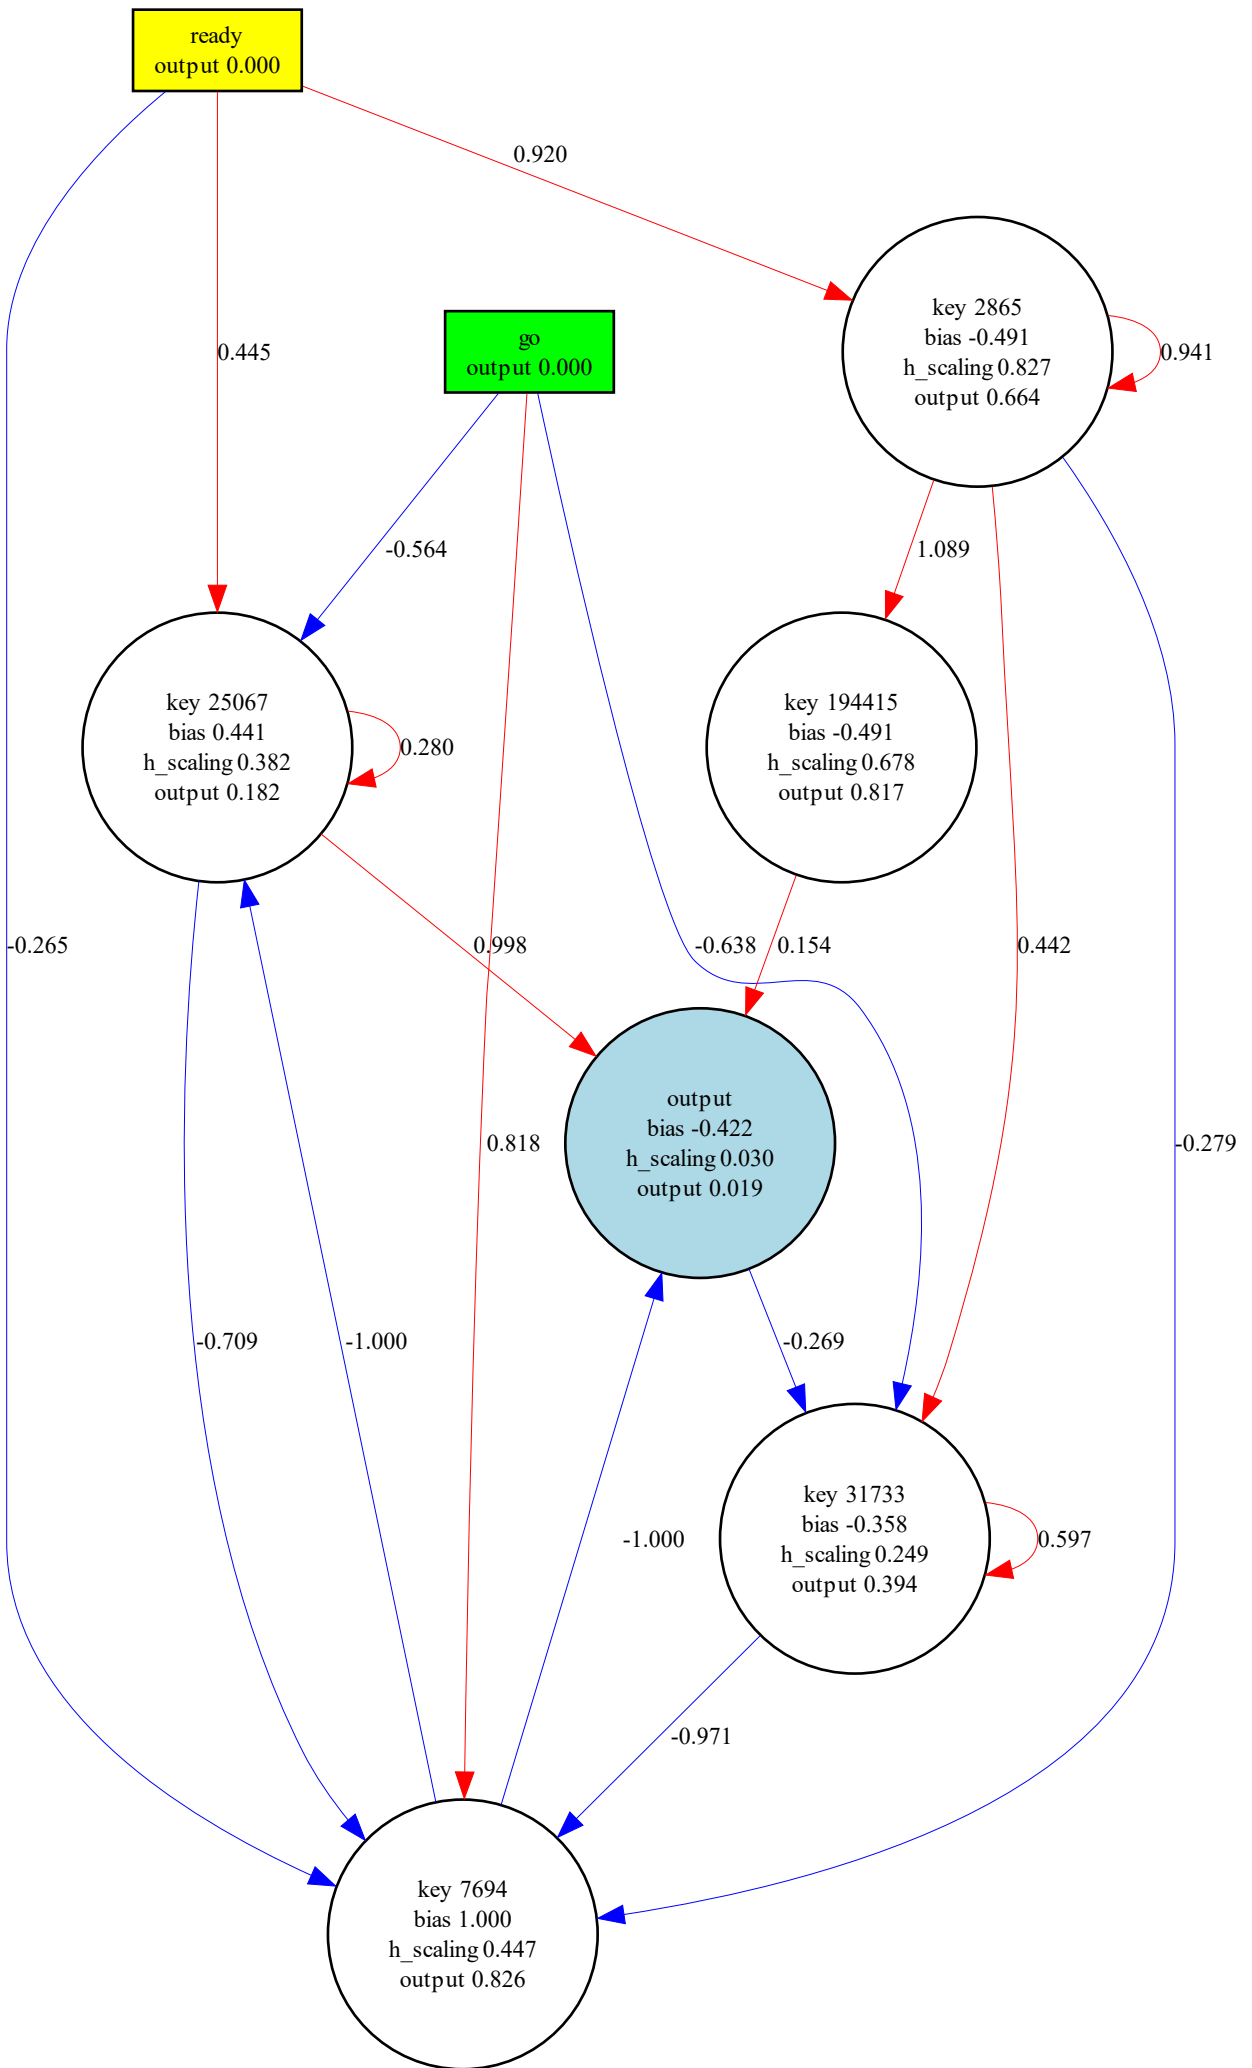 ready
output 0.000
0.920
key 2865
bias -0.491
h_scaling 0.827
output 0.664
0.941
go
output 0.000
0.445
-0.564
1.089
key 25067
bias 0.441
h_scaling 0.382
output 0.182
0.280
key 194415
bias -0.491
h_scaling 0.678
output 0.817
-0.265
0.998
-0.638
0.154
0.442
output
bias -0.422
h_scaling 0.030
output 0.019
0.818
-0.279
-0.709
-1.000
-0.269
key 31733
bias -0.358
h_scaling 0.249
output 0.394
0.597
-1.000
-0.971
key 7694
bias 1.000
h_scaling 0.447
output 0.826